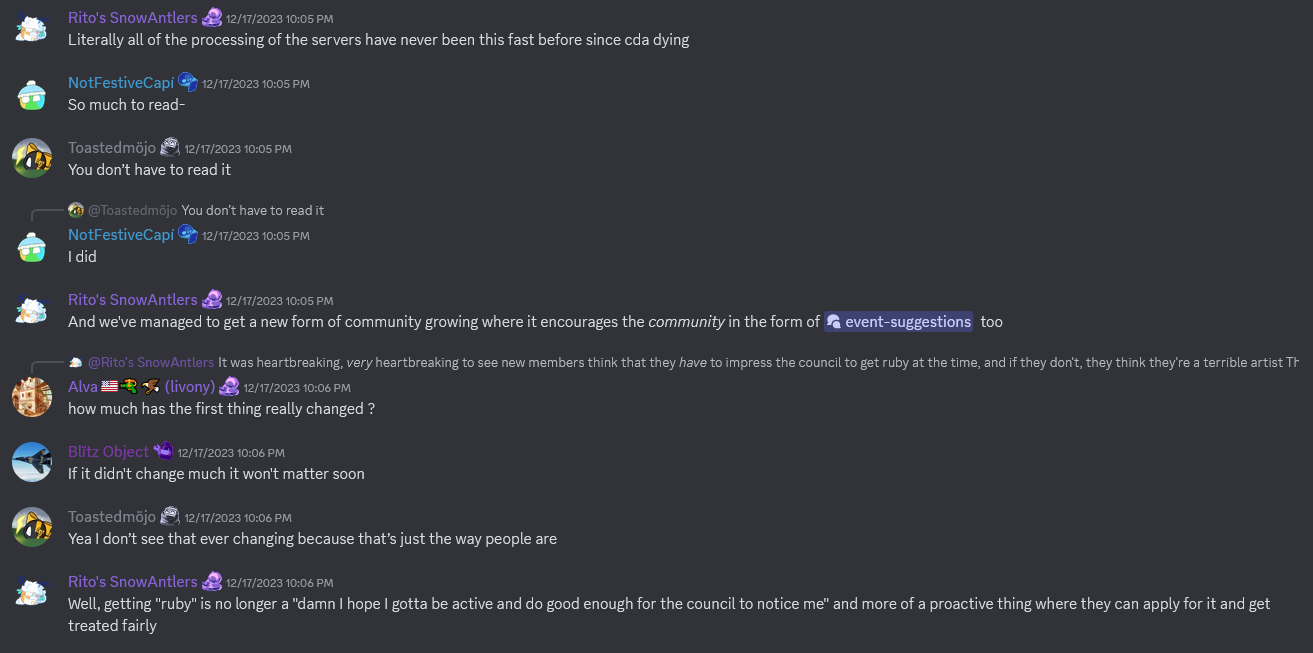 Rito's SnowAntlers 12/17/2023 10:05 PM
Literally all of the processing of the servers have never been this fast before since cda dying
NotFestiveCapí 12/17/2023 10:05 PM
So much to read-
Toastedmöjo 12/17/2023 10:05 PM
You don't have to read it
@Toastedmöjo You don't have to read it
NotFestiveCapí 12/17/2023 10:05 PM
I did
Rito's SnowAntlers 12/17/2023 10:05 PM
And we've managed to get a new form of community growing where it encourages the community in the form of event-suggestions too
@Rito's SnowAntlers It was heartbreaking, very heartbreaking to see new members think that they have to impress the council to get ruby at the time, and if they don't, they think they're a terrible artist Th
Alva (livony) 12/17/2023 10:06 PM
how much has the first thing really changed ?
Blïtz Object 12/17/2023 10:06 PM
If it didn't change much it won't matter soon
Toastedmöjo 12/17/2023 10:06 PM
Yea I don't see that ever changing because that's just the way people are
Rito's SnowAntlers 12/17/2023 10:06 PM
Well, getting "ruby" is no longer a "damn I hope I gotta be active and do good enough for the council to notice me" and more of a proactive thing where they can apply for it and get
treated fairly